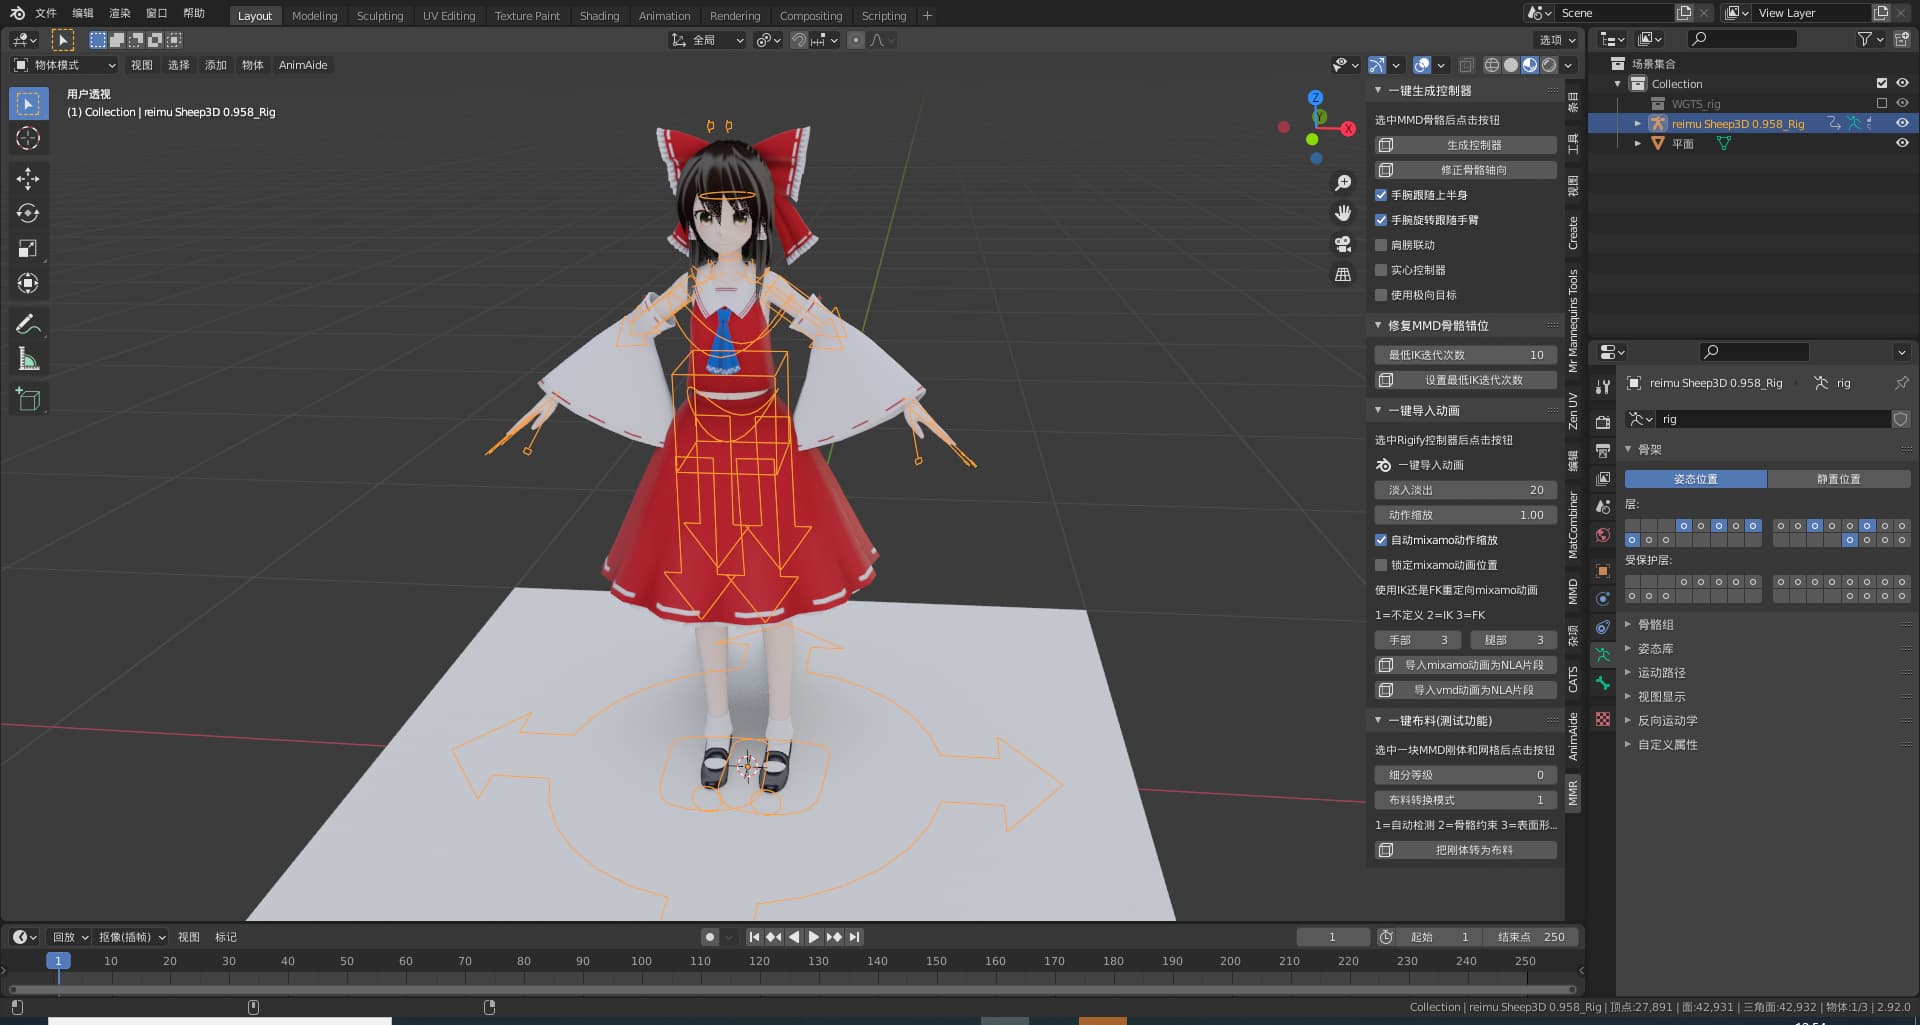 文件 编辑 渲染 窗口 帮助 Layout Modeling Sculpting UV Editing Texture Paint Shading Animation Rendering Compositing Scripting + Scene View Layer
全局 选项
物体模式 视图 选择 添加 物体 AnimAide
用户透视
(1) Collection | reimu Sheep3D 0.958_Rig
Z
Y
X
一键生成控制器
选中MMD骨骼后点击按钮
生成控制器
修正骨骼轴向
手腕跟随上半身
手腕旋转跟随手臂
肩膀联动
实心控制器
使用极向目标
修复MMD骨骼错位
最低IK迭代次数 10
设置最低IK迭代次数
一键导入动画
选中Rigify控制器后点击按钮
一键导入动画
淡入淡出 20
动作缩放 1.00
自动mixamo动作缩放
锁定mixamo动画位置
使用IK还是FK重定向mixamo动画
1=不定义 2=IK 3=FK
手部 3 腿部 3
导入mixamo动画为NLA片段
导入vmd动画为NLA片段
一键布料(测试功能)
选中一块MMD刚体和网格后点击按钮
细分等级 0
布料转换模式 1
1=自动检测 2=骨骼约束 3=表面形...
把刚体转为布料
条目
工具
视图
Create
Mr Mannequins Tools
Zen UV
编辑
MatCombiner
MMD
杂项
CATS
AnimAide
MMR
场景集合
Collection
WGTS_rig
reimu Sheep3D 0.958_Rig
平面
reimu Sheep3D 0.958_Rig rig
rig
骨架
姿态位置 静置位置
层:
受保护层:
骨骼组
姿态库
运动路径
视图显示
反向运动学
自定义属性
回放 抠像(插帧) 视图 标记 1 起始 1 结束点 250
1 10 20 30 40 50 60 70 80 90 100 110 120 130 140 150 160 170 180 190 200 210 220 230 240 250
Collection | reimu Sheep3D 0.958_Rig | 顶点:27,891 | 面:42,931 | 三角面:42,932 | 物体:1/3 | 2.92.0